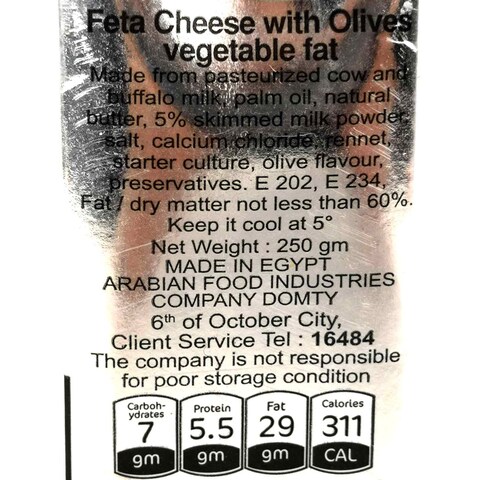 Feta Cheese with Olives
vegetable fat
Made from pasteurized cow and
buffalo milk, palm oil, natural
butter, 5% skimmed milk powder,
salt, calcium chloride, rennet,
starter culture, olive flavour,
preservatives. E 202, E 234,
Fat / dry matter not less than 60%.
Keep it cool at 5°
Net Weight : 250 gm
MADE IN EGYPT
ARABIAN FOOD INDUSTRIES
COMPANY DOMTY
6th of October City,
Client Service Tel : 16484
The company is not responsible
for poor storage condition
Carboh- Protein Fat Calories
ydrates
7 5.5 29 311
gm gm gm CAL